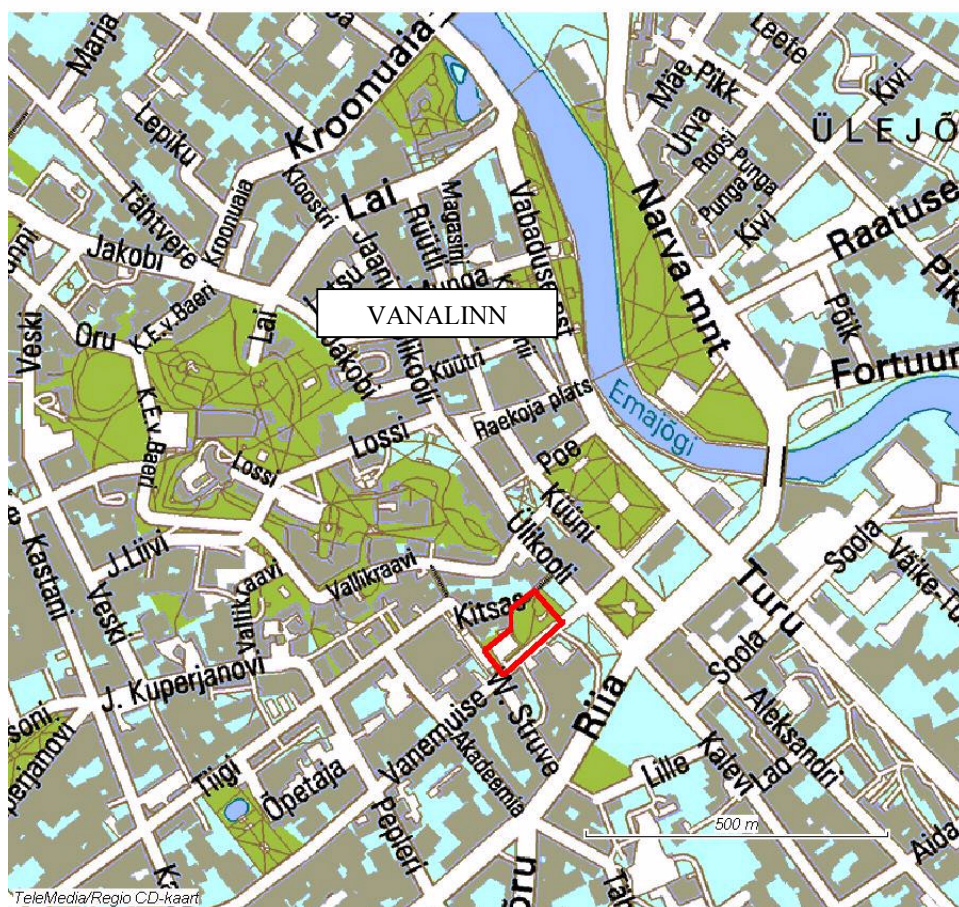 Marja
Kroonuaia
Leete
Mäe
Pikk
Kivi
Lepiku
Urva
Roosi
Punga
Punga
Kivi
ÜLEJÕ
Tähtvere
Kroonuaia
Kloostri
Lai
Magasini
Rüütli
Jaani
Vabaduse
Narva mnt
Raatuse
Jakobi
K.E.v. Baeri
Lai
VANALINN
Jakobi
Küütri
Põik
Fortuun
Veski
Oru
K.E.v. Baeri
Lossi
Lossi
Raekoja plats
Emajõgi
Poe
Küüni
Ülikooli
J.Liivi
Kastani
Veski
Vallikraavi
Kitsas
Soola
Väike-Tu
Turu
J. Kuperjanovi
Soola
Aleksandri
W. Struve
Riia
Vanemuise
Akadeemia
Kalevi
Lao
Lille
Tiigi
Õpetaja
Pepleri
500 m
Aida
TeleMedia/Regio CD-kaart